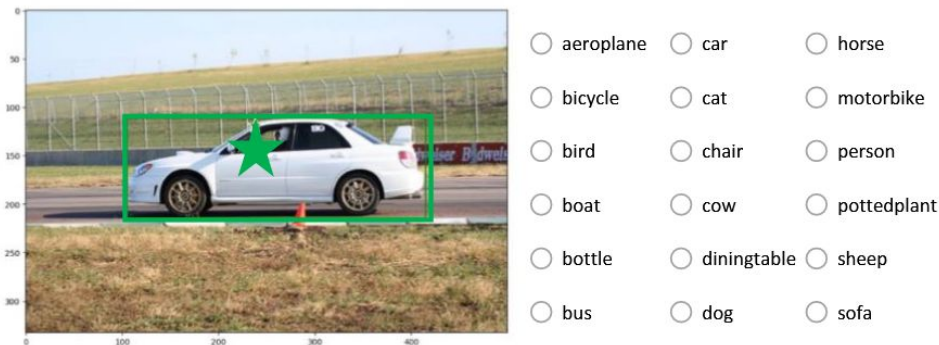 0
50
100
150
200
250
300
0
100
200
300
400
aeroplane
car
horse
bicycle
cat
motorbike
bird
chair
person
boat
cow
pottedplant
bottle
diningtable
sheep
bus
dog
sofa